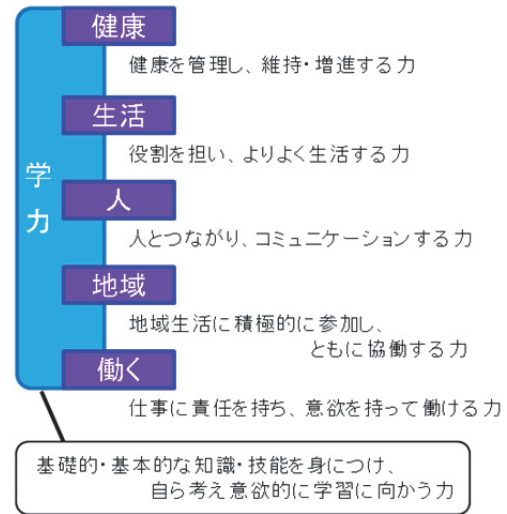 健康
健康を管理し、維持・増進する力
生活
役割を担い、よりよく生活する力
学力
人
人とつながり、コミュニケーションする力
地域
地域生活に積極的に参加し、
ともに協働する力
働く
仕事に責任を持ち、意欲を持って働ける力
基礎的・基本的な知識・技能を身につけ、
自ら考え意欲的に学習に向かう力